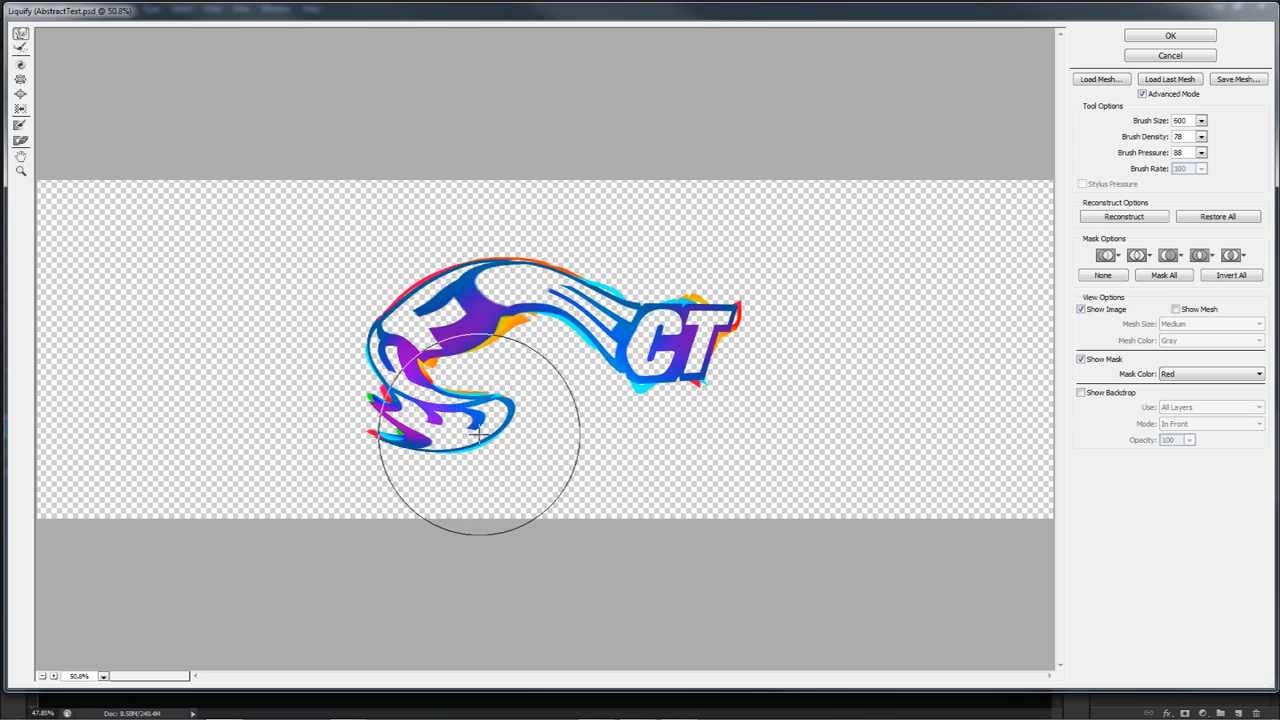 Liquify (AbstractText.psd @ 50.8%)
OK
Cancel
Load Mesh... Load Last Mesh Save Mesh...
Advanced Mode
Tool Options
Brush Size: 600
Brush Density: 78
Brush Pressure: 88
Brush Rate: 100
Stylus Pressure
Reconstruct Options
Reconstruct Restore All
Mask Options
None Mask All Invert All
View Options
Show Image Show Mesh
Mesh Size: Medium
Mesh Color: Gray
Show Mask
Mask Color: Red
Show Backdrop
Use: All Layers
Mode: In Front
Opacity: 100
CT
50.8%
47.85% Doc: 8.58M/240.4M
fx